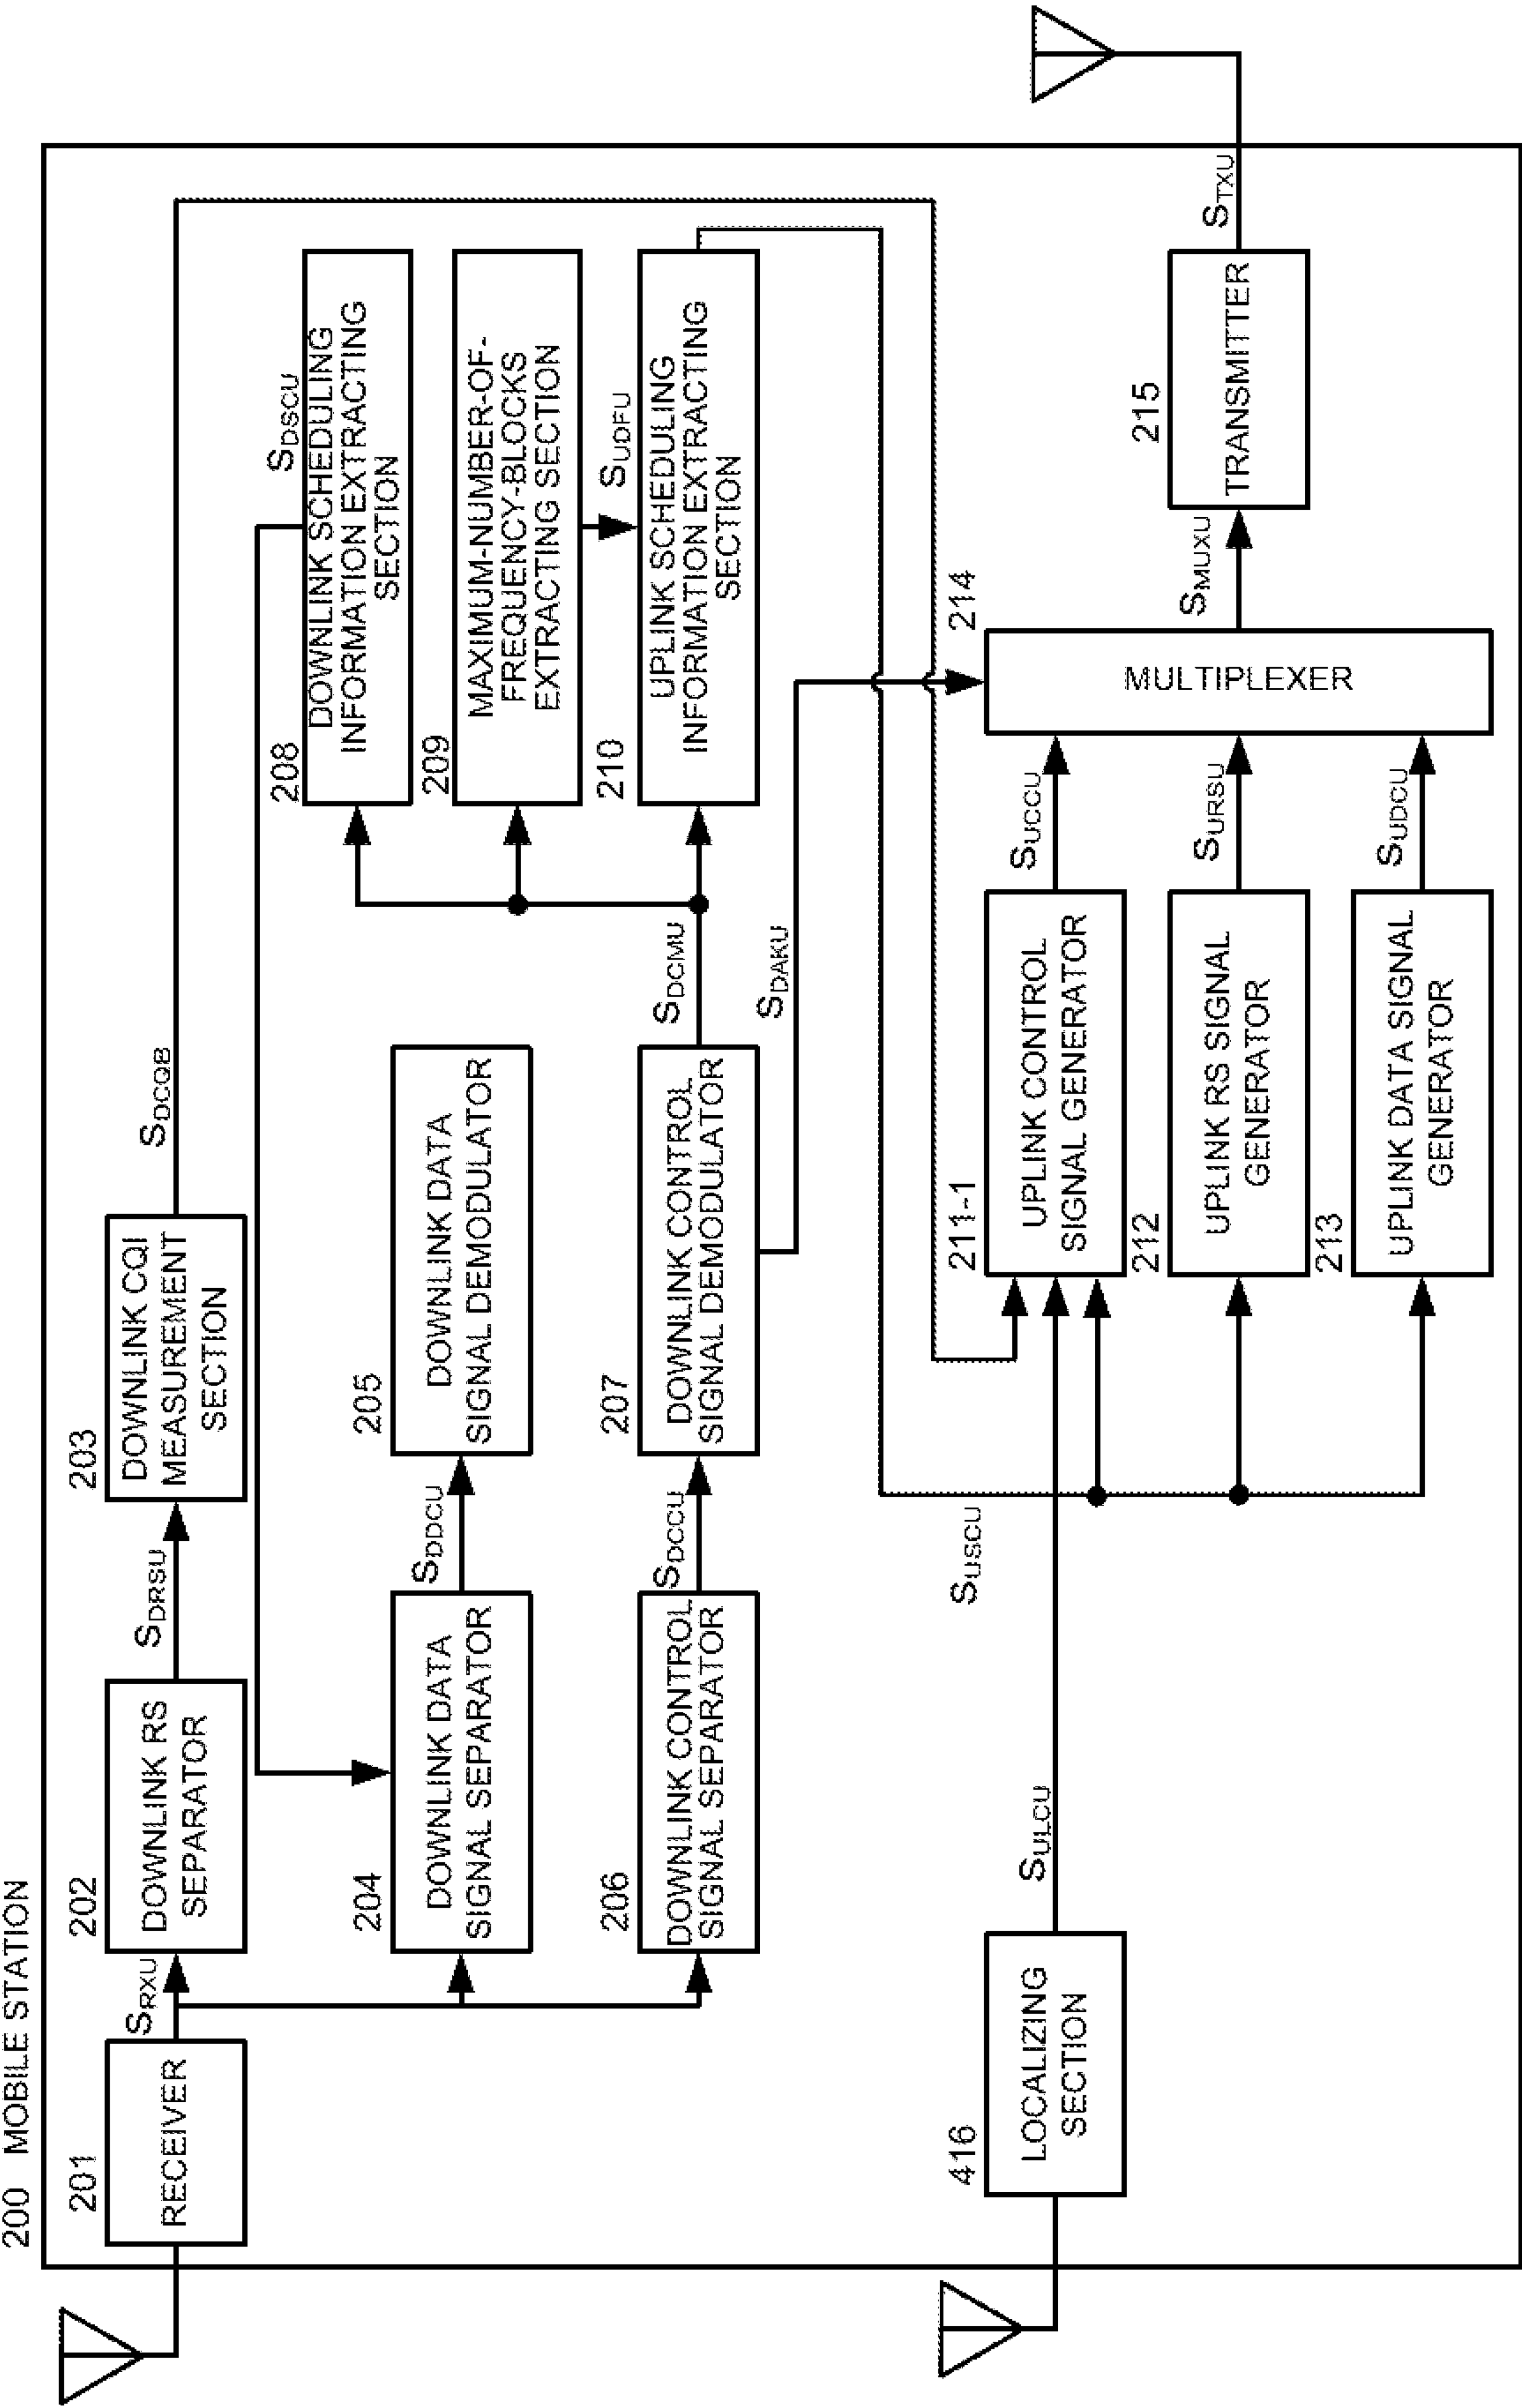 200 MOBILE STATION
201
RECEIVER
SRXU
202
DOWNLINK RS
SEPARATOR
SDRSU
203
DOWNLINK CQI
MEASUREMENT
SECTION
SDCQB
204
DOWNLINK DATA
SIGNAL SEPARATOR
SDDCU
205
DOWNLINK DATA
SIGNAL DEMODULATOR
206
DOWNLINK CONTROL
SIGNAL SEPARATOR
SDCCU
207
DOWNLINK CONTROL
SIGNAL DEMODULATOR
SDCMU
SDAKU
208
DOWNLINK SCHEDULING
INFORMATION EXTRACTING
SECTION
SDSCU
209
MAXIMUM-NUMBER-OF-
FREQUENCY-BLOCKS
EXTRACTING SECTION
SUDFU
210
UPLINK SCHEDULING
INFORMATION EXTRACTING
SECTION
416
LOCALIZING
SECTION
SULCU
SUSCU
211-1
UPLINK CONTROL
SIGNAL GENERATOR
SUCCU
212
UPLINK RS SIGNAL
GENERATOR
SURSU
213
UPLINK DATA SIGNAL
GENERATOR
SUDCU
214
MULTIPLEXER
SMUXU
215
TRANSMITTER
STXU